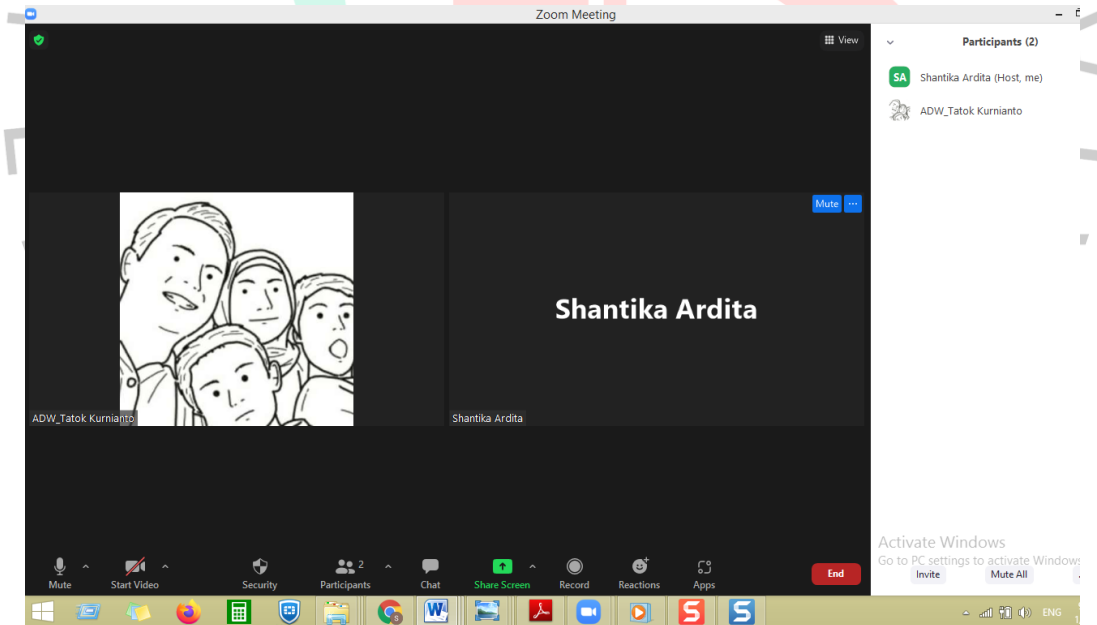 Zoom Meeting
View
Participants (2)
SA Shantika Ardita (Host, me)
ADW_Tatok Kurnianto
Mute ...
Shantika Ardita
ADW_Tatok Kurnianto
Shantika Ardita
Activate Windows
Go to PC settings to activate Windows
Mute
Start Video
Security
2
Participants
Chat
Share Screen
Record
Reactions
Apps
End
Invite
Mute All
W
S
S
ENG